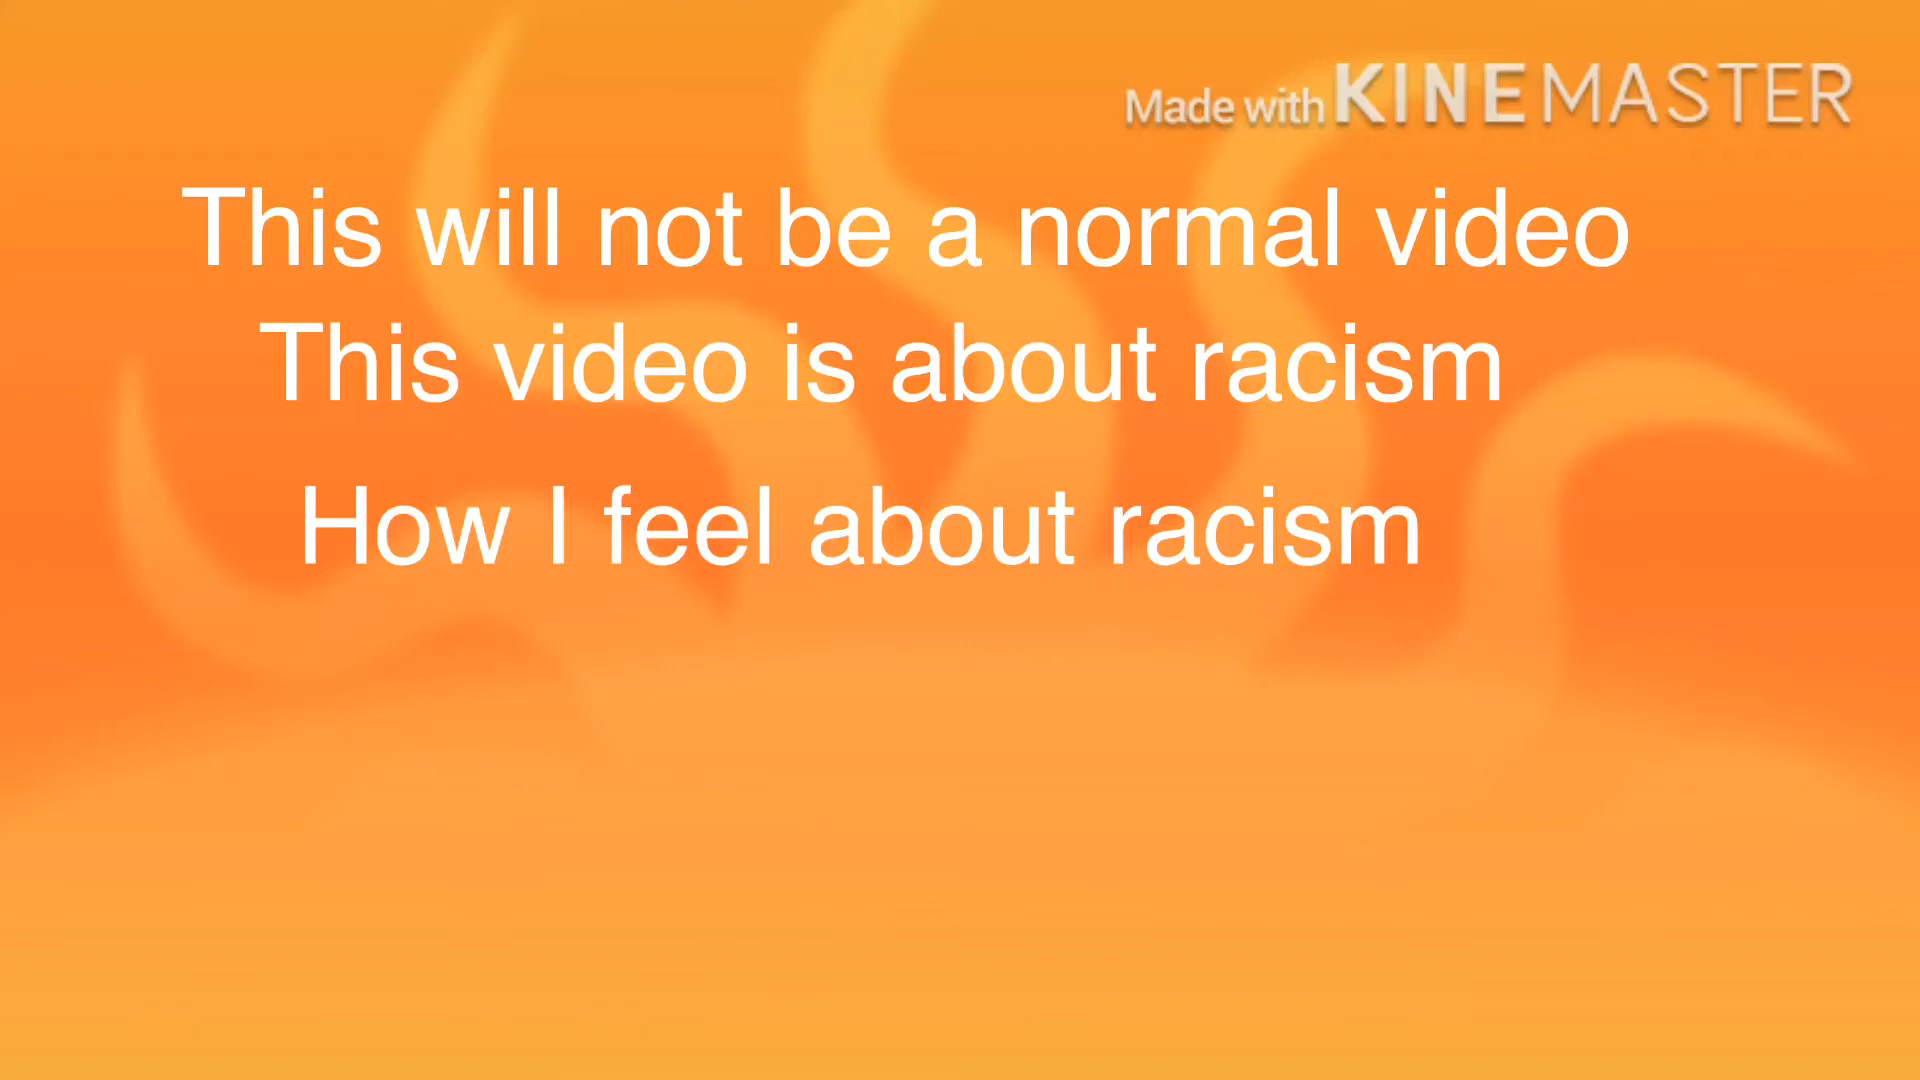 Made with KINEMASTER
This will not be a normal video
This video is about racism
How I feel about racism